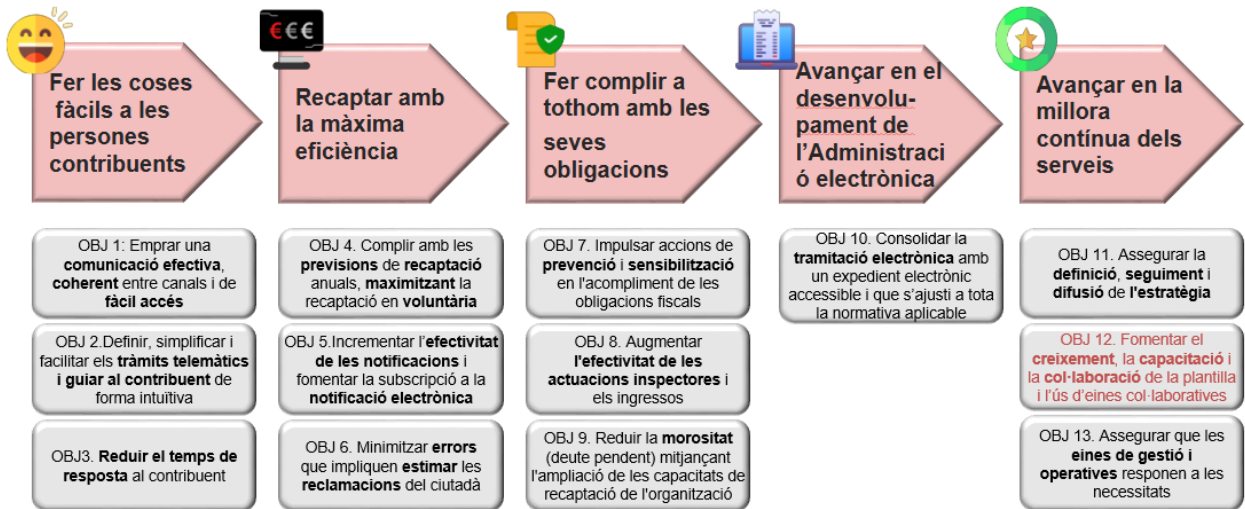 €€€
Fer les coses
fàcils a les
persones
contribuents
Recaptar amb
la màxima
eficiència
Fer complir a
tothom amb les
seves
obligacions
Avançar en el
desenvolu-
pament de
l’Administraci
ó electrònica
Avançar en la
millora
contínua dels
serveis
OBJ 1: Emprar una
comunicació efectiva,
coherent entre canals i de
fàcil accés
OBJ 2.Definir, simplificar i
facilitar els tràmits telemàtics
i guiar al contribuent de
forma intuïtiva
OBJ3. Reduir el temps de
resposta al contribuent
OBJ 4. Complir amb les
previsions de recaptació
anuals, maximitzant la
recaptació en voluntària
OBJ 5.Incrementar l’efectivitat
de les notificacions i
fomentar la subscripció a la
notificació electrònica
OBJ 6. Minimitzar errors
que impliquen estimar les
reclamacions del ciutadà
OBJ 7. Impulsar accions de
prevenció i sensibilització
en l'acompliment de les
obligacions fiscals
OBJ 8. Augmentar
l'efectivitat de les
actuacions inspectores i
els ingressos
OBJ 9. Reduir la morositat
(deute pendent) mitjançant
l'ampliació de les capacitats de
recaptació de l'organització
OBJ 10. Consolidar la
tramitació electrònica amb
un expedient electrònic
accessible i que s’ajusti a tota
la normativa aplicable
OBJ 11. Assegurar la
definició, seguiment i
difusió de l'estratègia
OBJ 12. Fomentar el
creixement, la capacitació i
la col·laboració de la plantilla
i l’ús d’eines col·laboratives
OBJ 13. Assegurar que les
eines de gestió i
operatives responen a les
necessitats